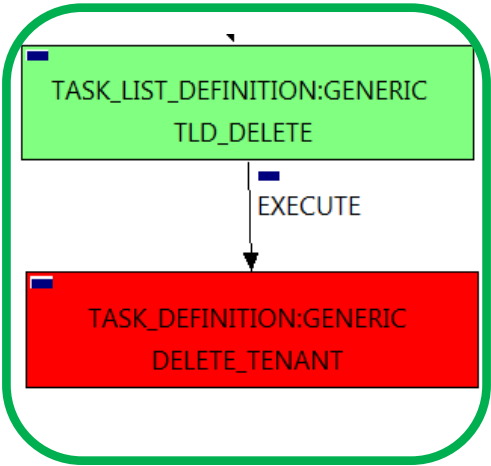 TASK_LIST_DEFINITION:GENERIC
TLD_DELETE
EXECUTE
TASK_DEFINITION:GENERIC
DELETE_TENANT